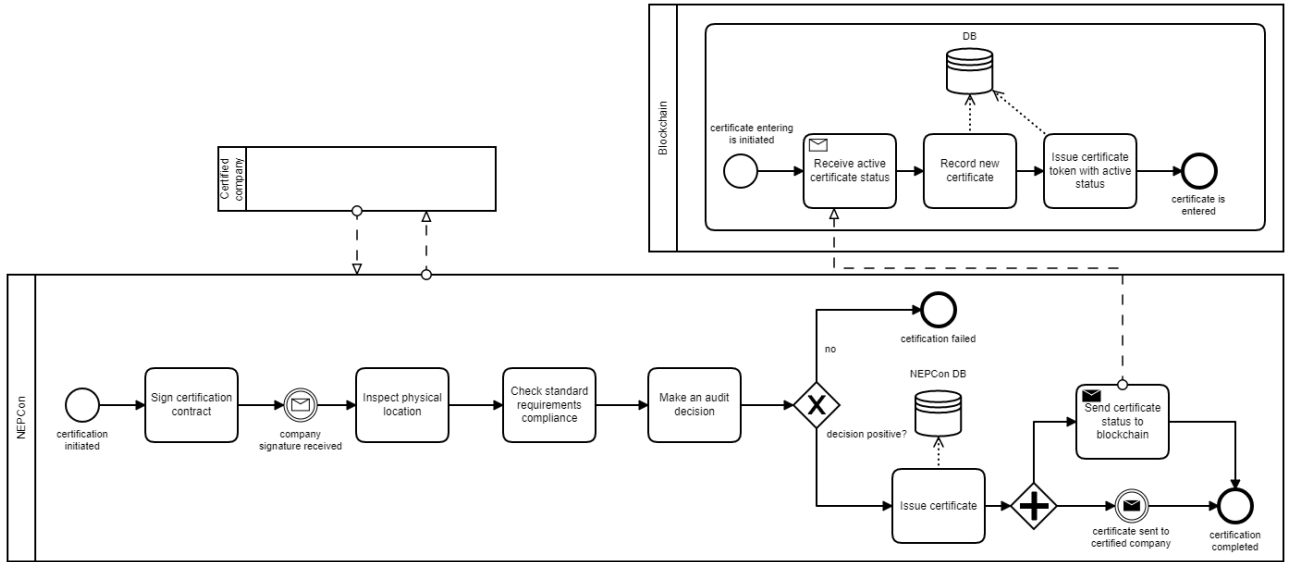 Blockchain
DB
certificate entering
is initiated
Receive active
certificate status
Record new
certificate
Issue certificate
token with active
status
certificate is
entered
Certified
company
NEPCon
certification
initiated
Sign certification
contract
company
signature received
Inspect physical
location
Check standard
requirements
compliance
Make an audit
decision
no
decision positive?
cetification failed
NEPCon DB
Issue certificate
Send certificate
status to
blockchain
certificate sent to
certified company
certification
completed